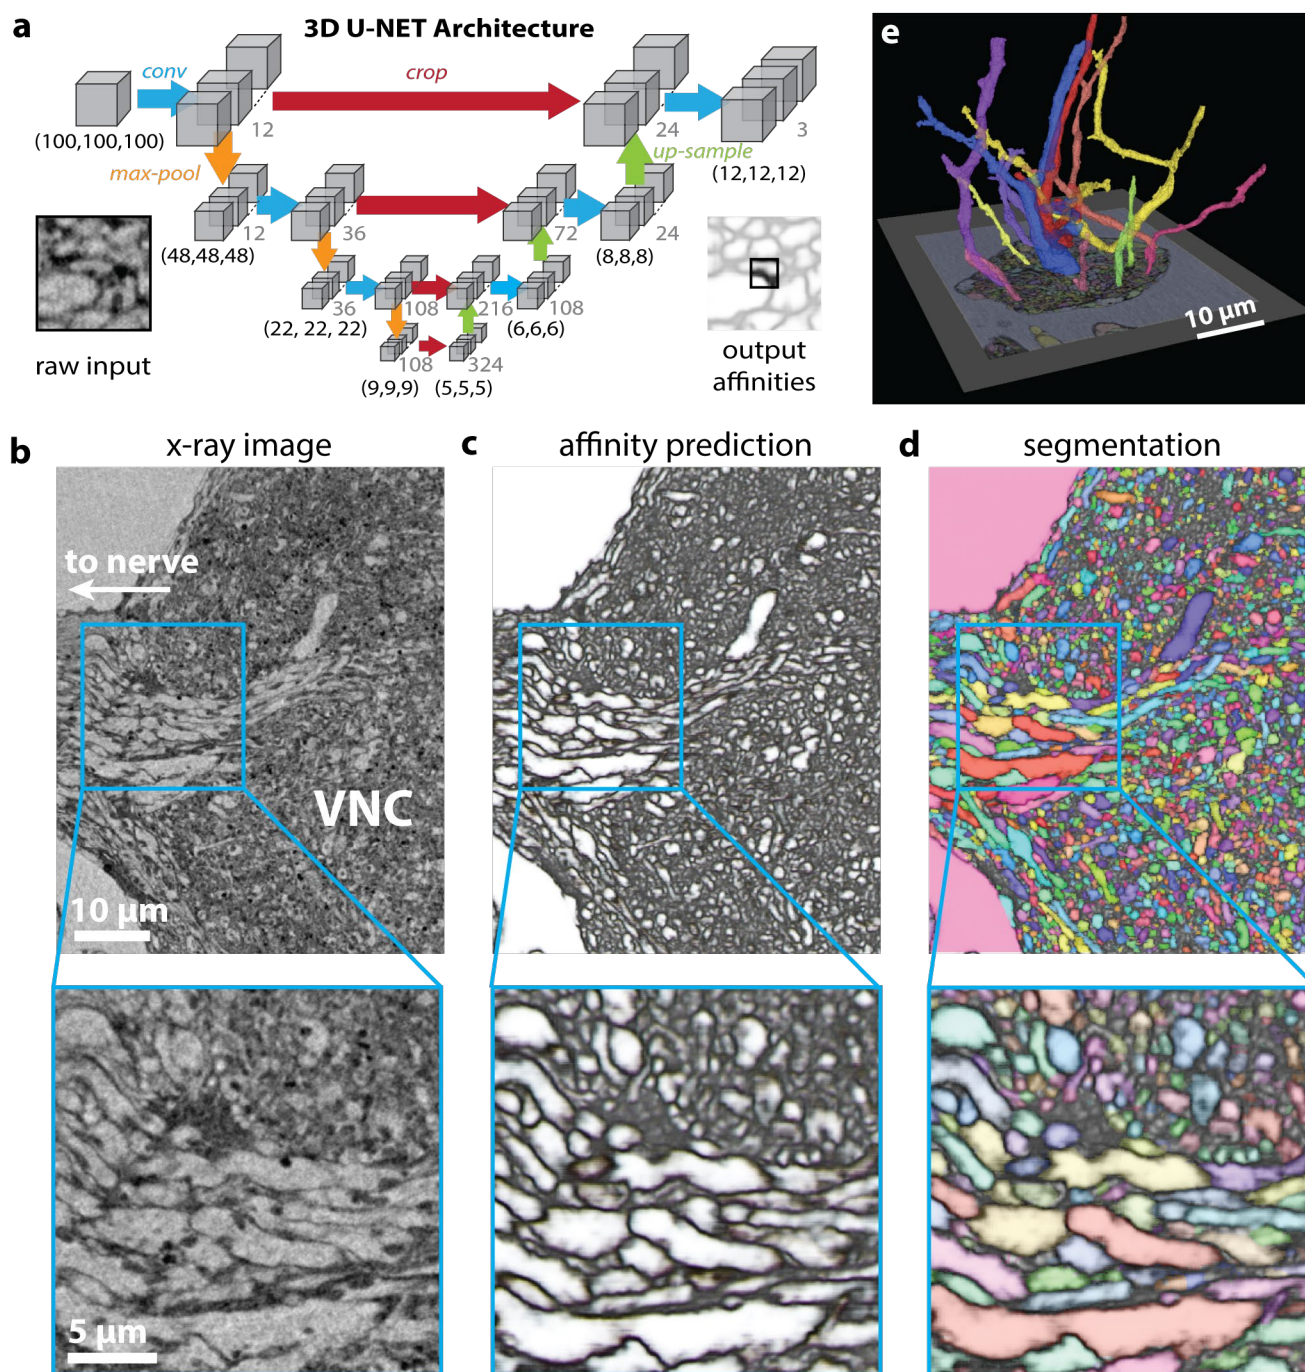 a
3D U-NET Architecture
conv
crop
(100,100,100)
12
24
3
max-pool
up-sample
(12,12,12)
12
36
72
24
(48,48,48)
(8,8,8)
36
108
216
108
(22, 22, 22)
(6,6,6)
108
324
(9,9,9)
(5,5,5)
raw input
output
affinities
e
10 µm
b
x-ray image
to nerve
VNC
10 µm
5 µm
c
affinity prediction
d
segmentation